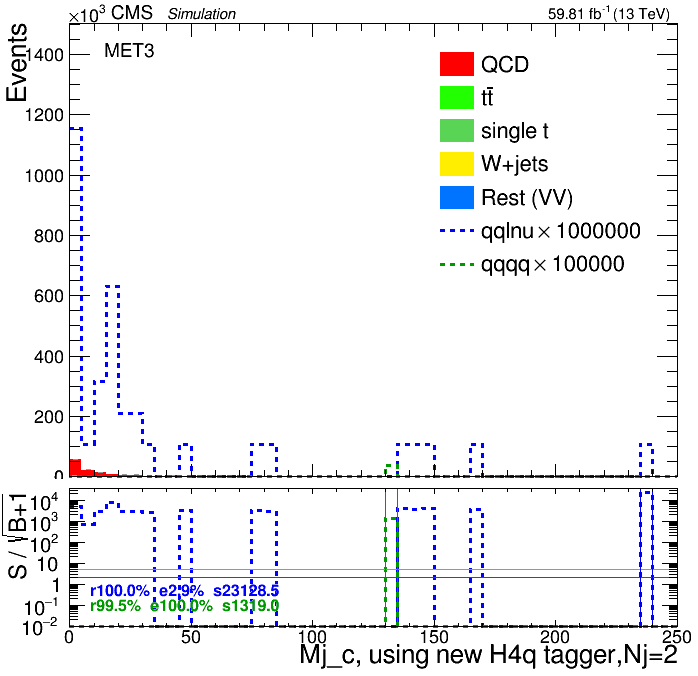 ×10³ CMS Simulation 59.81 fb⁻¹ (13 TeV)
Events
MET3
1400
1200
1000
800
600
400
200
0
QCD
tt̄
single t
W+jets
Rest (VV)
qqlnu × 1000000
qqqq × 100000
S / √B+1
10⁴
10³
10²
10
1
10⁻¹
10⁻²
r100.0% e2.9% s23128.5
r99.5% e100.0% s1319.0
0 50 100 150 200 250
Mj_c, using new H4q tagger,Nj=2